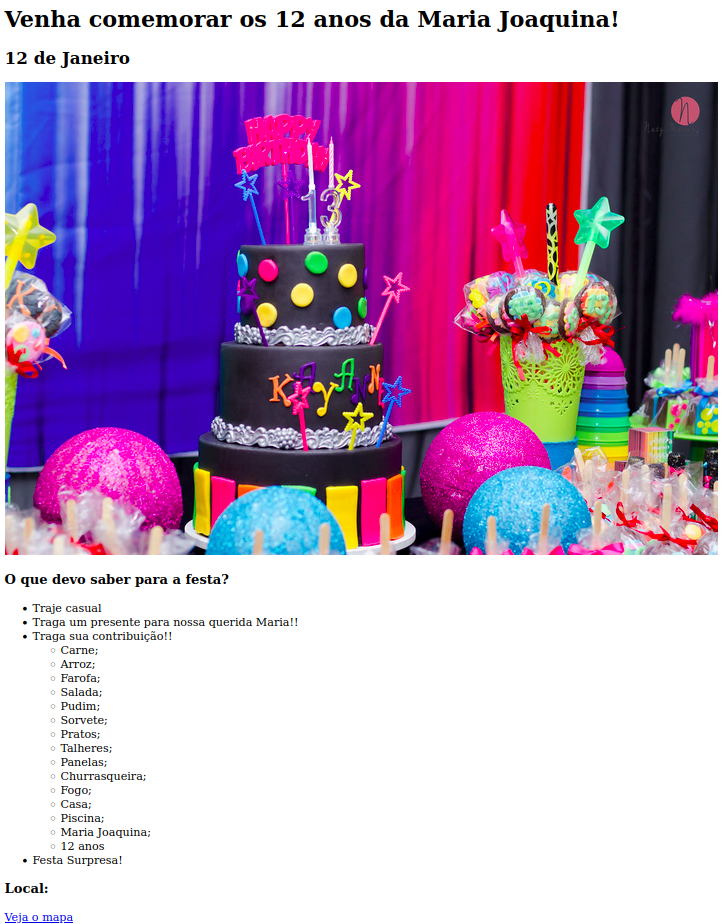 Venha comemorar os 12 anos da Maria Joaquina!
12 de Janeiro
13
KAYANN
O que devo saber para a festa?
Traje casual
Traga um presente para nossa querida Maria!!
Traga sua contribuição!!
Carne;
Arroz;
Farofa;
Salada;
Pudim;
Sorvete;
Pratos;
Talheres;
Panelas;
Churrasqueira;
Fogo;
Casa;
Piscina;
Maria Joaquina;
12 anos
Festa Surpresa!
Local:
Veja o mapa